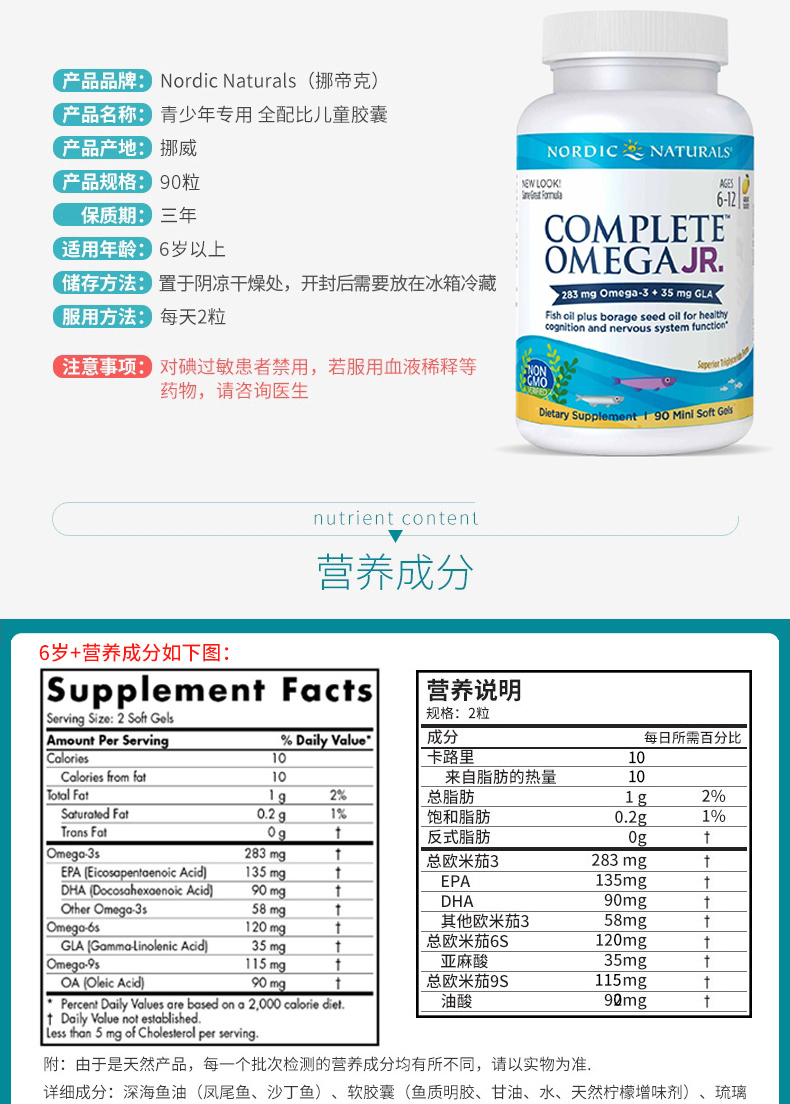 产品品牌： Nordic Naturals（挪帝克）
产品名称： 青少年专用 全配比儿童胶囊
产品产地： 挪威
产品规格： 90粒
保质期： 三年
适用年龄： 6岁以上
储存方法： 置于阴凉干燥处，开封后需要放在冰箱冷藏
服用方法： 每天2粒
注意事项： 对碘过敏患者禁用，若服用血液稀释等
药物，请咨询医生
NORDIC NATURALS
NEW LOOK!
Same Great Formula
AGES
6-12
COMPLETE™
OMEGA JR.
283 mg Omega-3 + 35 mg GLA
Fish oil plus borage seed oil for healthy
cognition and nervous system function*
Superior Triglyceride Form
NON
GMO
VERIFIED
Dietary Supplement | 90 Mini Soft Gels
nutrient content
营养成分
6岁+营养成分如下图：
Supplement Facts
Serving Size: 2 Soft Gels
Amount Per Serving % Daily Value*
Calories 10
Calories from fat 10
Total Fat 1 g 2%
Saturated Fat 0.2 g 1%
Trans Fat 0 g †
Omega-3s 283 mg †
EPA (Eicosapentaenoic Acid) 135 mg †
DHA (Docosahexaenoic Acid) 90 mg †
Other Omega-3s 58 mg †
Omega-6s 120 mg †
GLA (Gamma-Linolenic Acid) 35 mg †
Omega-9s 115 mg †
OA (Oleic Acid) 90 mg †
* Percent Daily Values are based on a 2,000 calorie diet.
† Daily Value not established.
Less than 5 mg of Cholesterol per serving.
营养说明
规格：2粒
成分 每日所需百分比
卡路里 10
来自脂肪的热量 10
总脂肪 1 g 2%
饱和脂肪 0.2g 1%
反式脂肪 0g †
总欧米茄3 283 mg †
EPA 135mg †
DHA 90mg †
其他欧米茄3 58mg †
总欧米茄6S 120mg †
亚麻酸 35mg †
总欧米茄9S 115mg †
油酸 90mg †
附：由于是天然产品，每一个批次检测的营养成分均有所不同，请以实物为准.
详细成分：深海鱼油（凤尾鱼、沙丁鱼）、软胶囊（鱼质明胶、甘油、水、天然柠檬增味剂）、琉璃